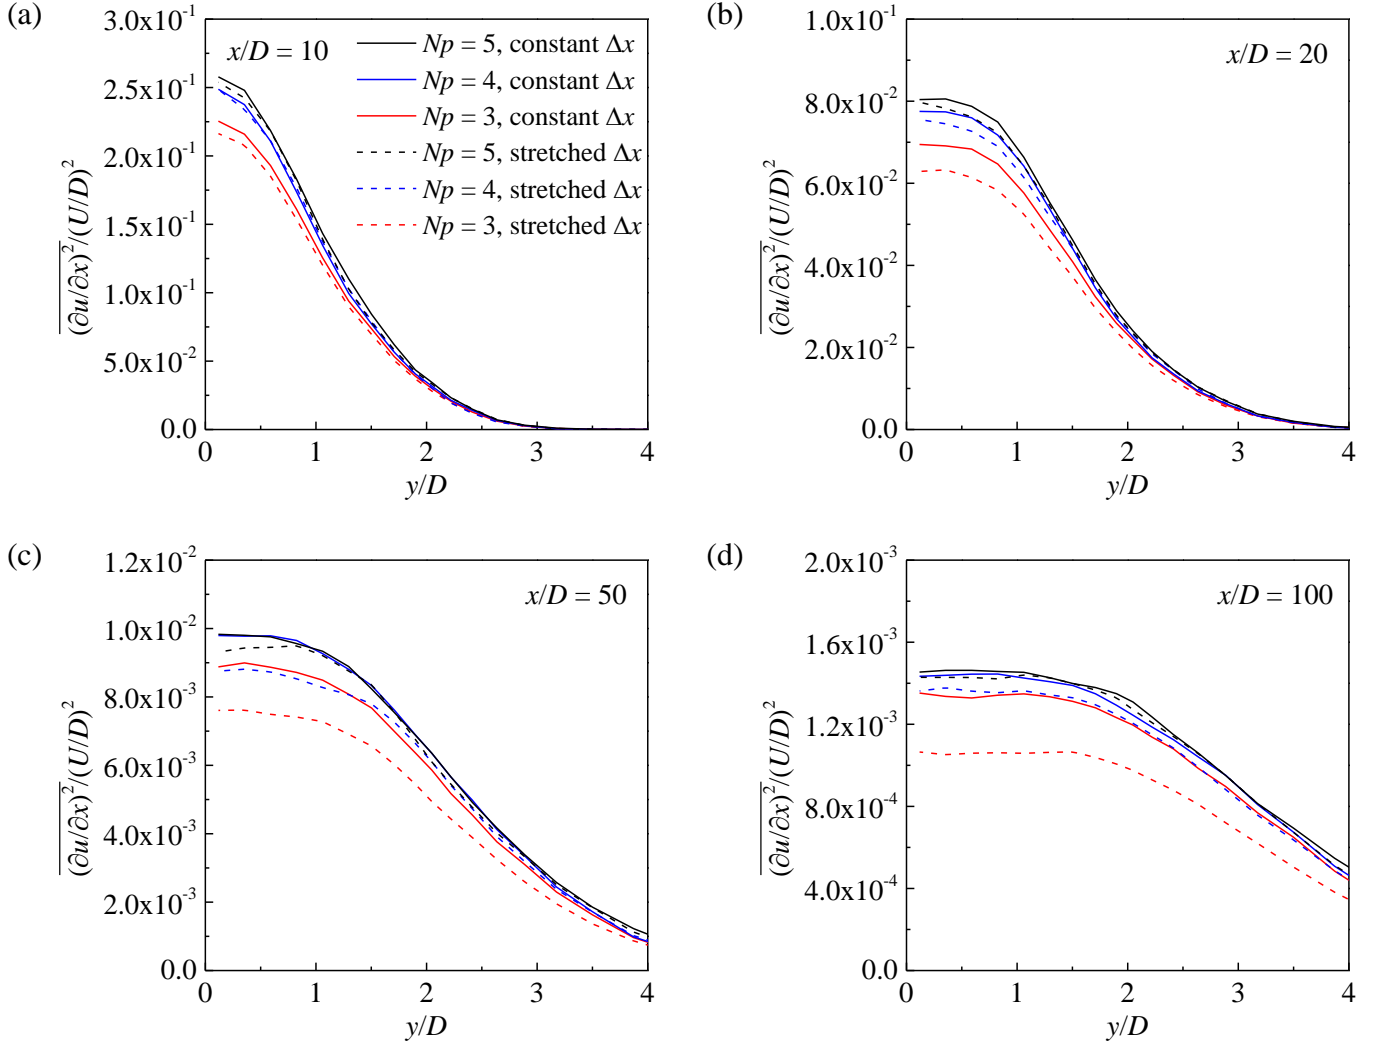 (a)
3.0x10⁻¹
2.5x10⁻¹
2.0x10⁻¹
1.5x10⁻¹
1.0x10⁻¹
5.0x10⁻²
0.0
0 1 2 3 4
y/D
(∂u/∂x)²/(U/D)²
x/D = 10
Np = 5, constant Δx
Np = 4, constant Δx
Np = 3, constant Δx
Np = 5, stretched Δx
Np = 4, stretched Δx
Np = 3, stretched Δx
(b)
1.0x10⁻¹
8.0x10⁻²
6.0x10⁻²
4.0x10⁻²
2.0x10⁻²
0.0
0 1 2 3 4
y/D
(∂u/∂x)²/(U/D)²
x/D = 20
(c)
1.2x10⁻²
1.0x10⁻²
8.0x10⁻³
6.0x10⁻³
4.0x10⁻³
2.0x10⁻³
0.0
0 1 2 3 4
y/D
(∂u/∂x)²/(U/D)²
x/D = 50
(d)
2.0x10⁻³
1.6x10⁻³
1.2x10⁻³
8.0x10⁻⁴
4.0x10⁻⁴
0.0
0 1 2 3 4
y/D
(∂u/∂x)²/(U/D)²
x/D = 100